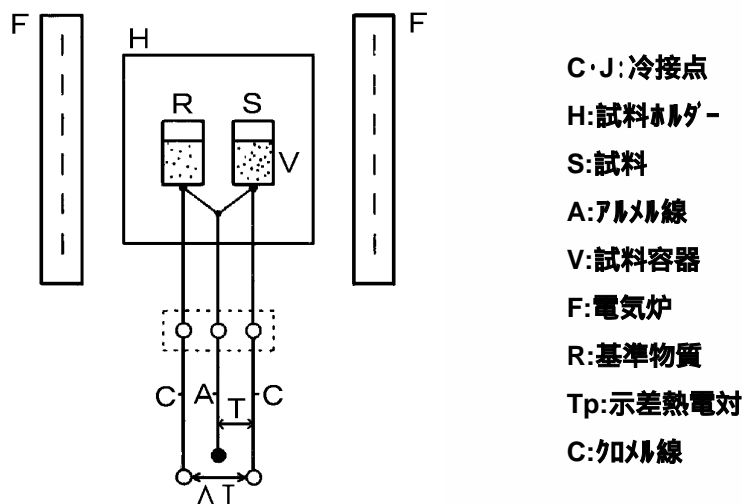 F
F
H
R S
V
C A C
T
ΔT
C・J:冷接点
H:試料ホルダー
S:試料
A:アルメル線
V:試料容器
F:電気炉
R:基準物質
Tp:示差熱電対
C:クロメル線